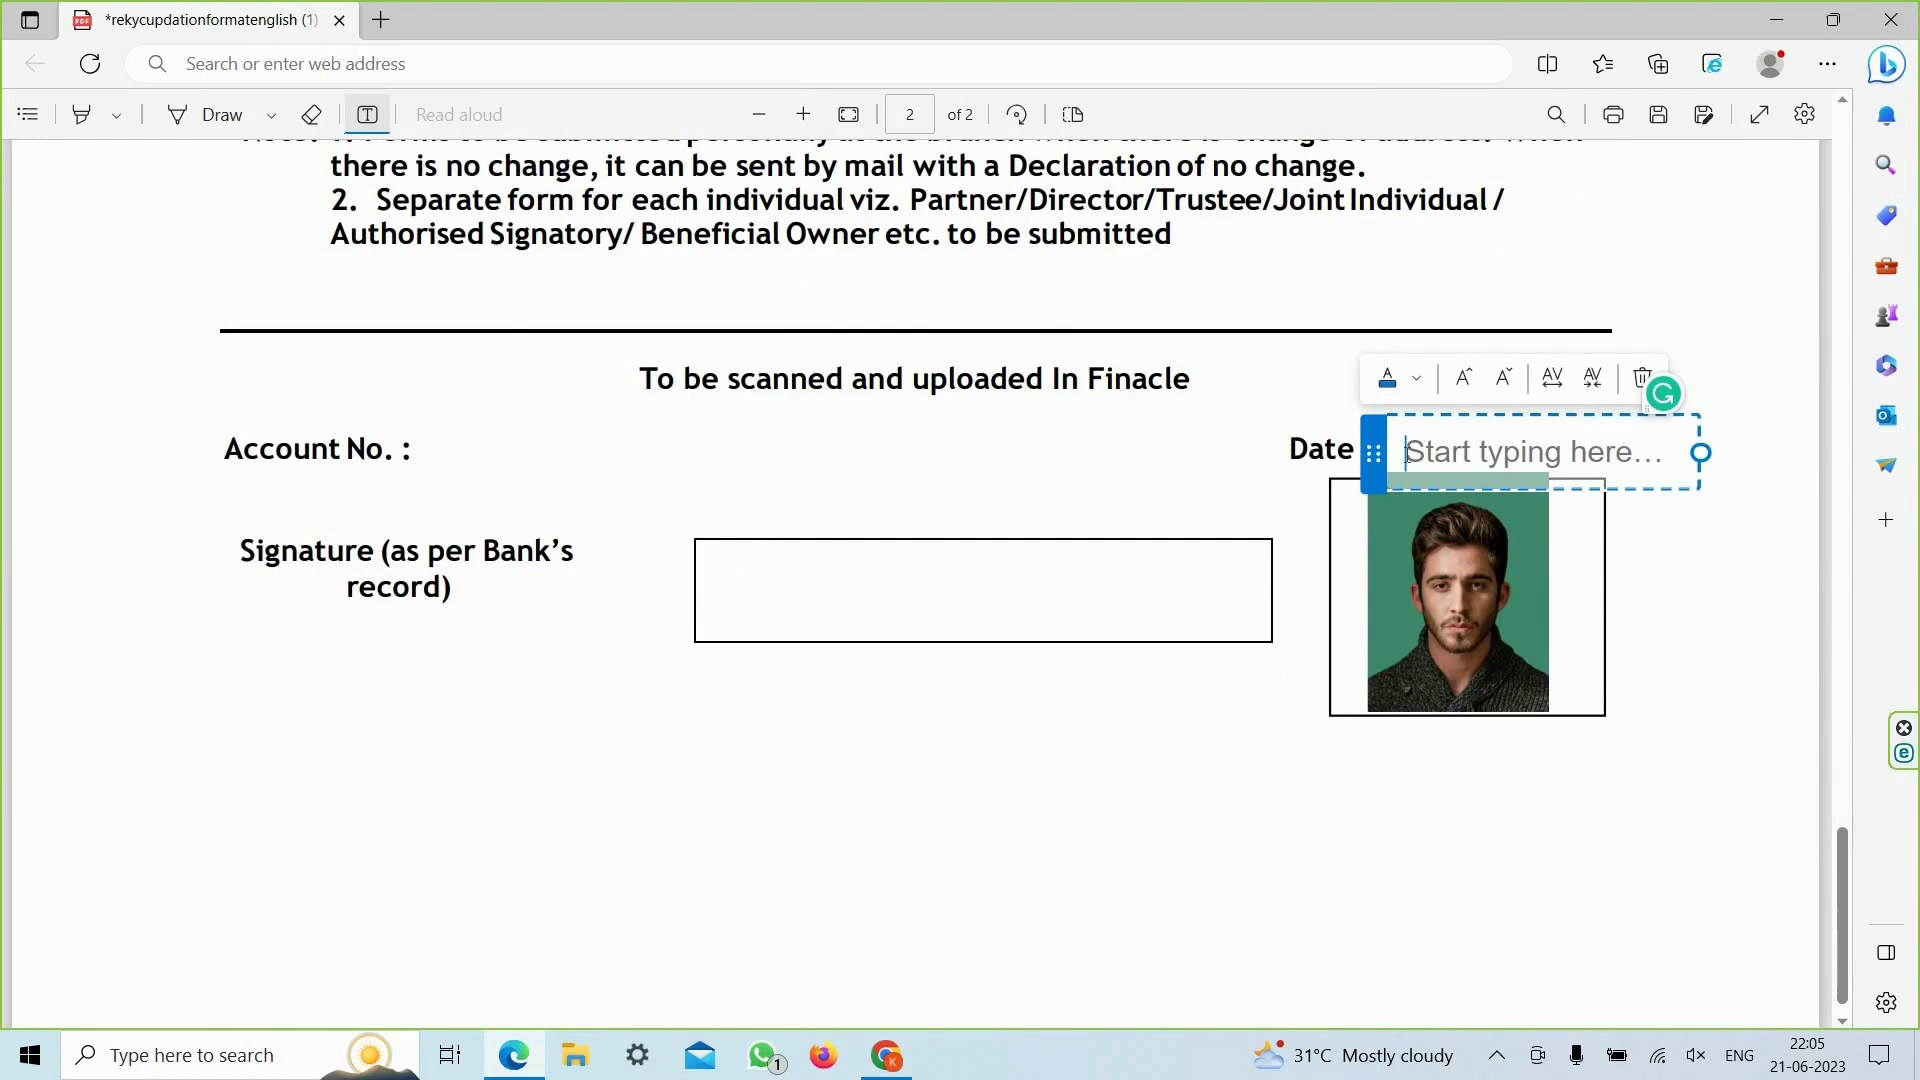 *rekycupdationformatenglish (1)
Search or enter web address
Draw
Read aloud
2 of 2
there is no change, it can be sent by mail with a Declaration of no change.
2. Separate form for each individual viz. Partner/Director/Trustee/Joint Individual /
Authorised Signatory/ Beneficial Owner etc. to be submitted
To be scanned and uploaded In Finacle
Account No. :
Date
Start typing here…
Signature (as per Bank’s
record)
Type here to search
1
31°C Mostly cloudy
ENG
22:05
21-06-2023